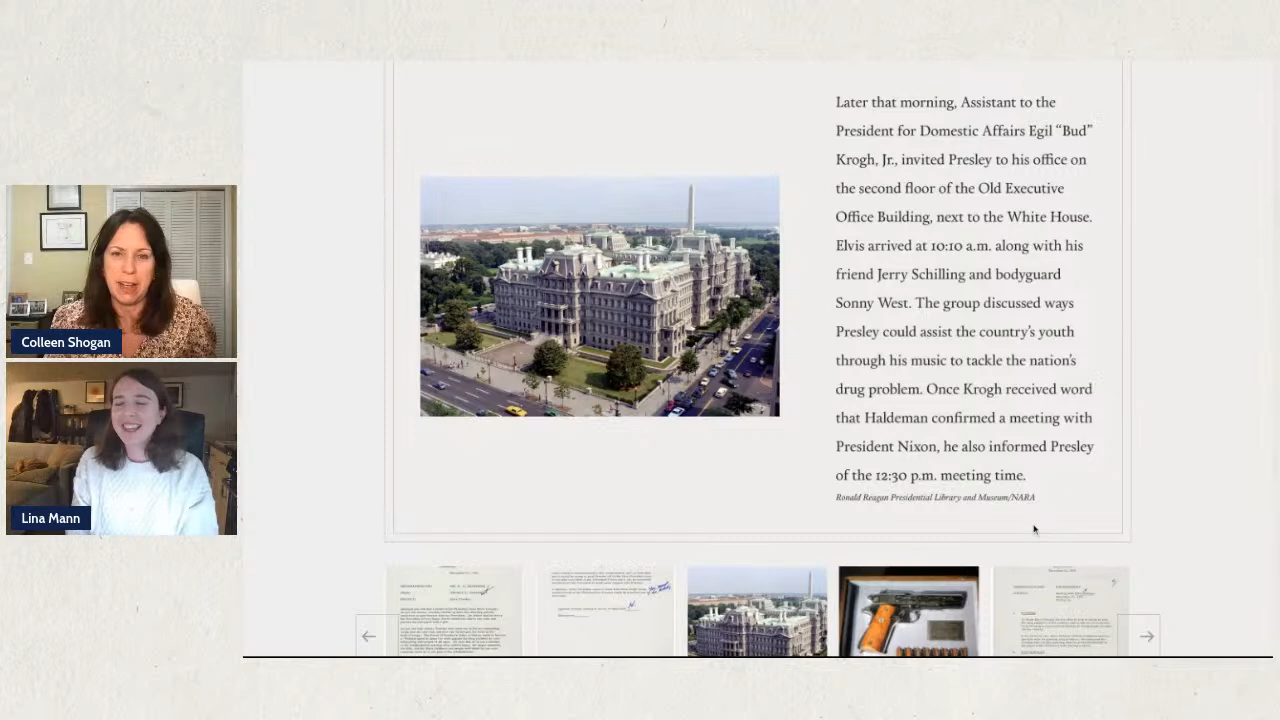 Later that morning, Assistant to the
President for Domestic Affairs Egil “Bud”
Krogh, Jr., invited Presley to his office on
the second floor of the Old Executive
Office Building, next to the White House.
Elvis arrived at 10:10 a.m. along with his
friend Jerry Schilling and bodyguard
Sonny West. The group discussed ways
Presley could assist the country’s youth
through his music to tackle the nation’s
drug problem. Once Krogh received word
that Haldeman confirmed a meeting with
President Nixon, he also informed Presley
of the 12:30 p.m. meeting time.
Ronald Reagan Presidential Library and Museum/NARA
Colleen Shogan
Lina Mann